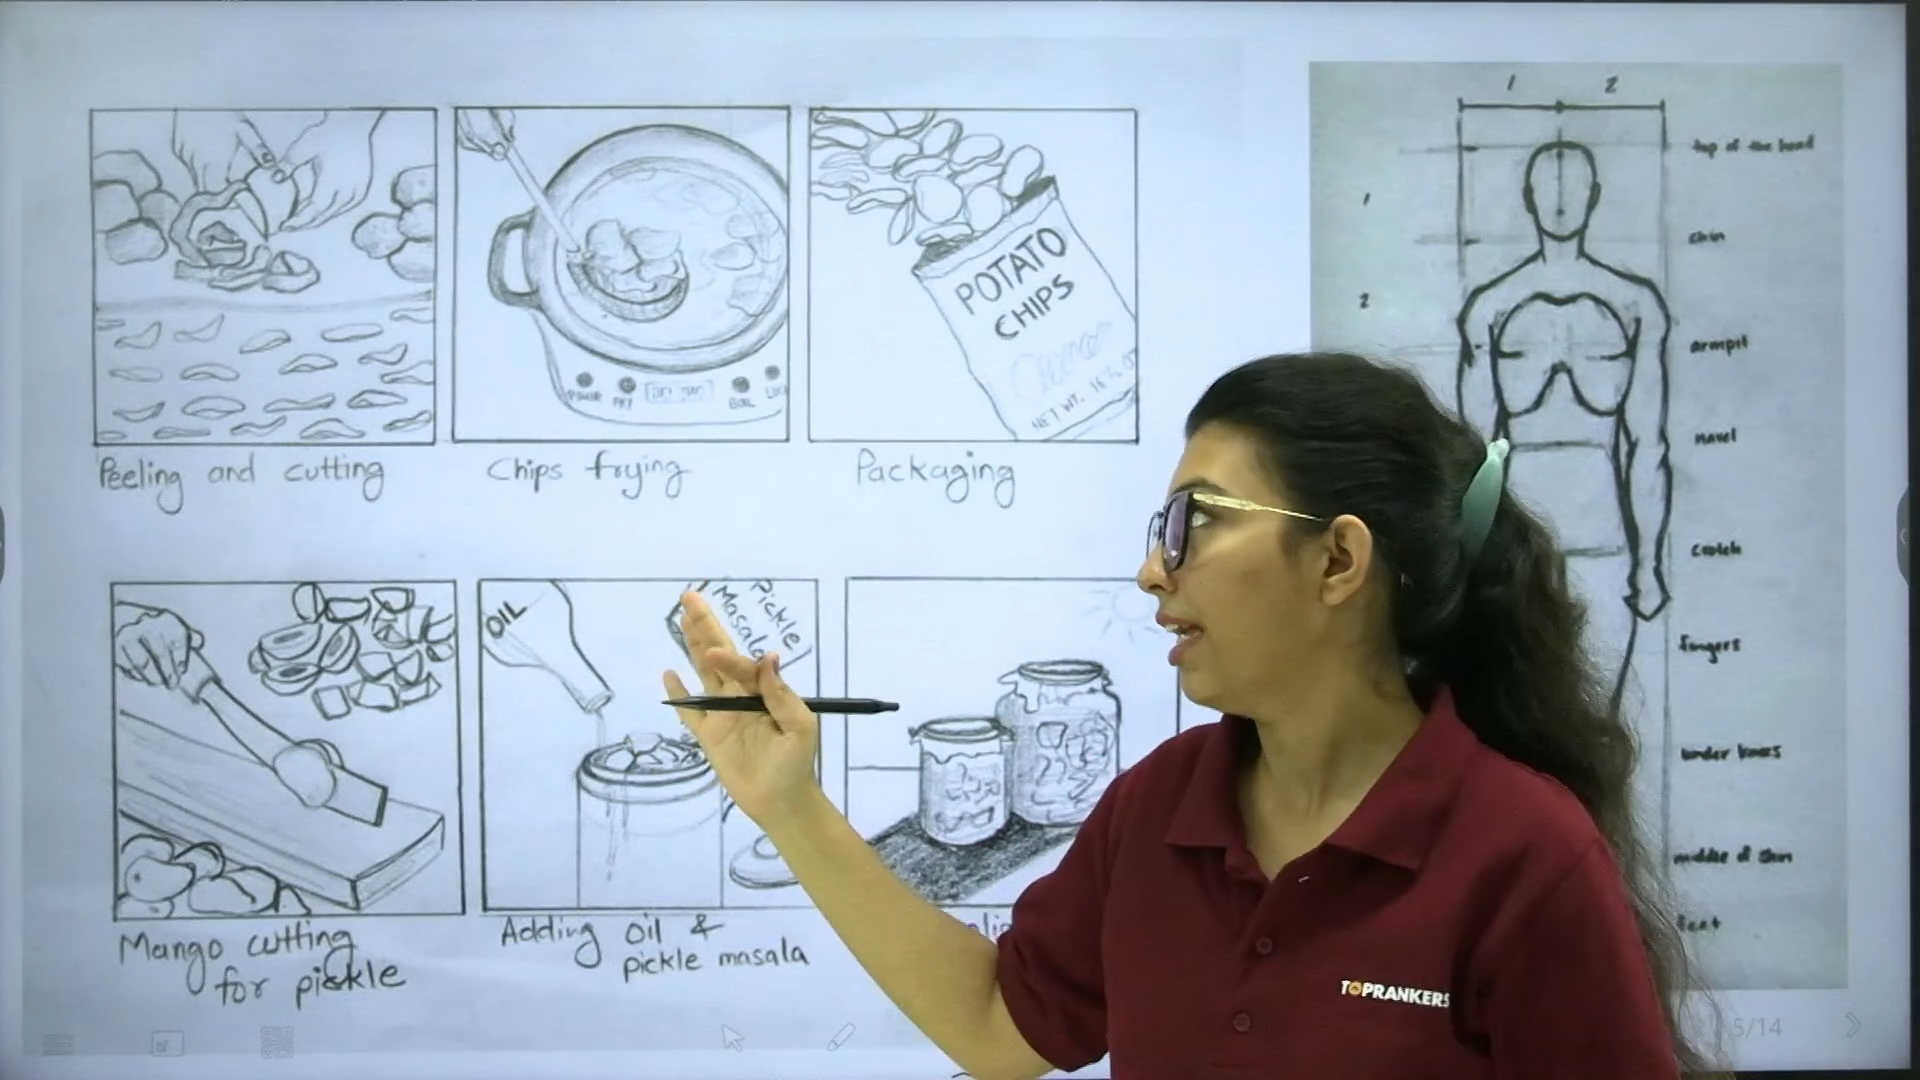 1 2
top of the head
1
chin
2
armpit
navel
crotch
fingers
under knees
middle of shin
feet
POTATO
CHIPS
NET WT.
POWER FRY
BOIL
Peeling and cutting
Chips frying
Packaging
OIL
Pickle
Masala
Mango cutting
for pickle
Adding oil &
pickle masala
TOPRANKERS
5/14